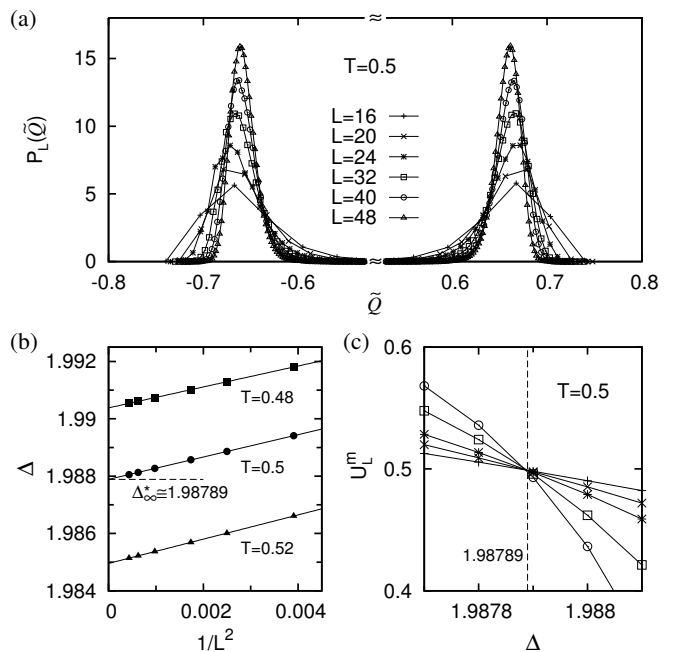 (a)
≈
15
10
5
0
P_L(Q̃)
T=0.5
L=16
L=20
L=24
L=32
L=40
L=48
≈
-0.8
-0.7
-0.6
0.6
0.7
0.8
Q̃
(b)
1.992
1.99
1.988
1.986
1.984
Δ
T=0.48
T=0.5
Δ*∞≅1.98789
T=0.52
0
0.002
0.004
1/L²
(c)
0.6
0.5
0.4
U_L^m
T=0.5
1.98789
1.9878
1.988
Δ